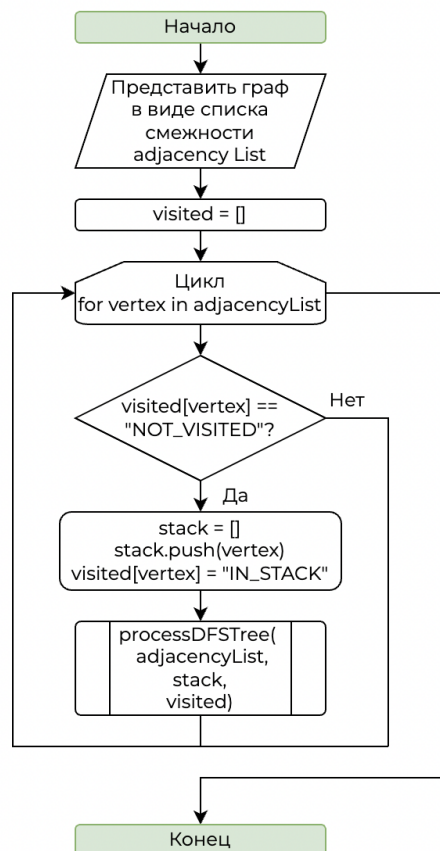 Начало
Представить граф
в виде списка
смежности
adjacency List
visited = []
Цикл
for vertex in adjacencyList
visited[vertex] ==
"NOT_VISITED"?
Нет
Да
stack = []
stack.push(vertex)
visited[vertex] = "IN_STACK"
processDFSTree(
adjacencyList,
stack,
visited)
Конец